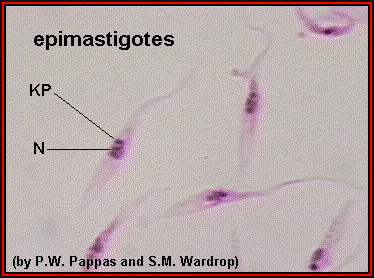 epimastigotes
KP
N
(by P.W. Pappas and S.M. Wardrop)